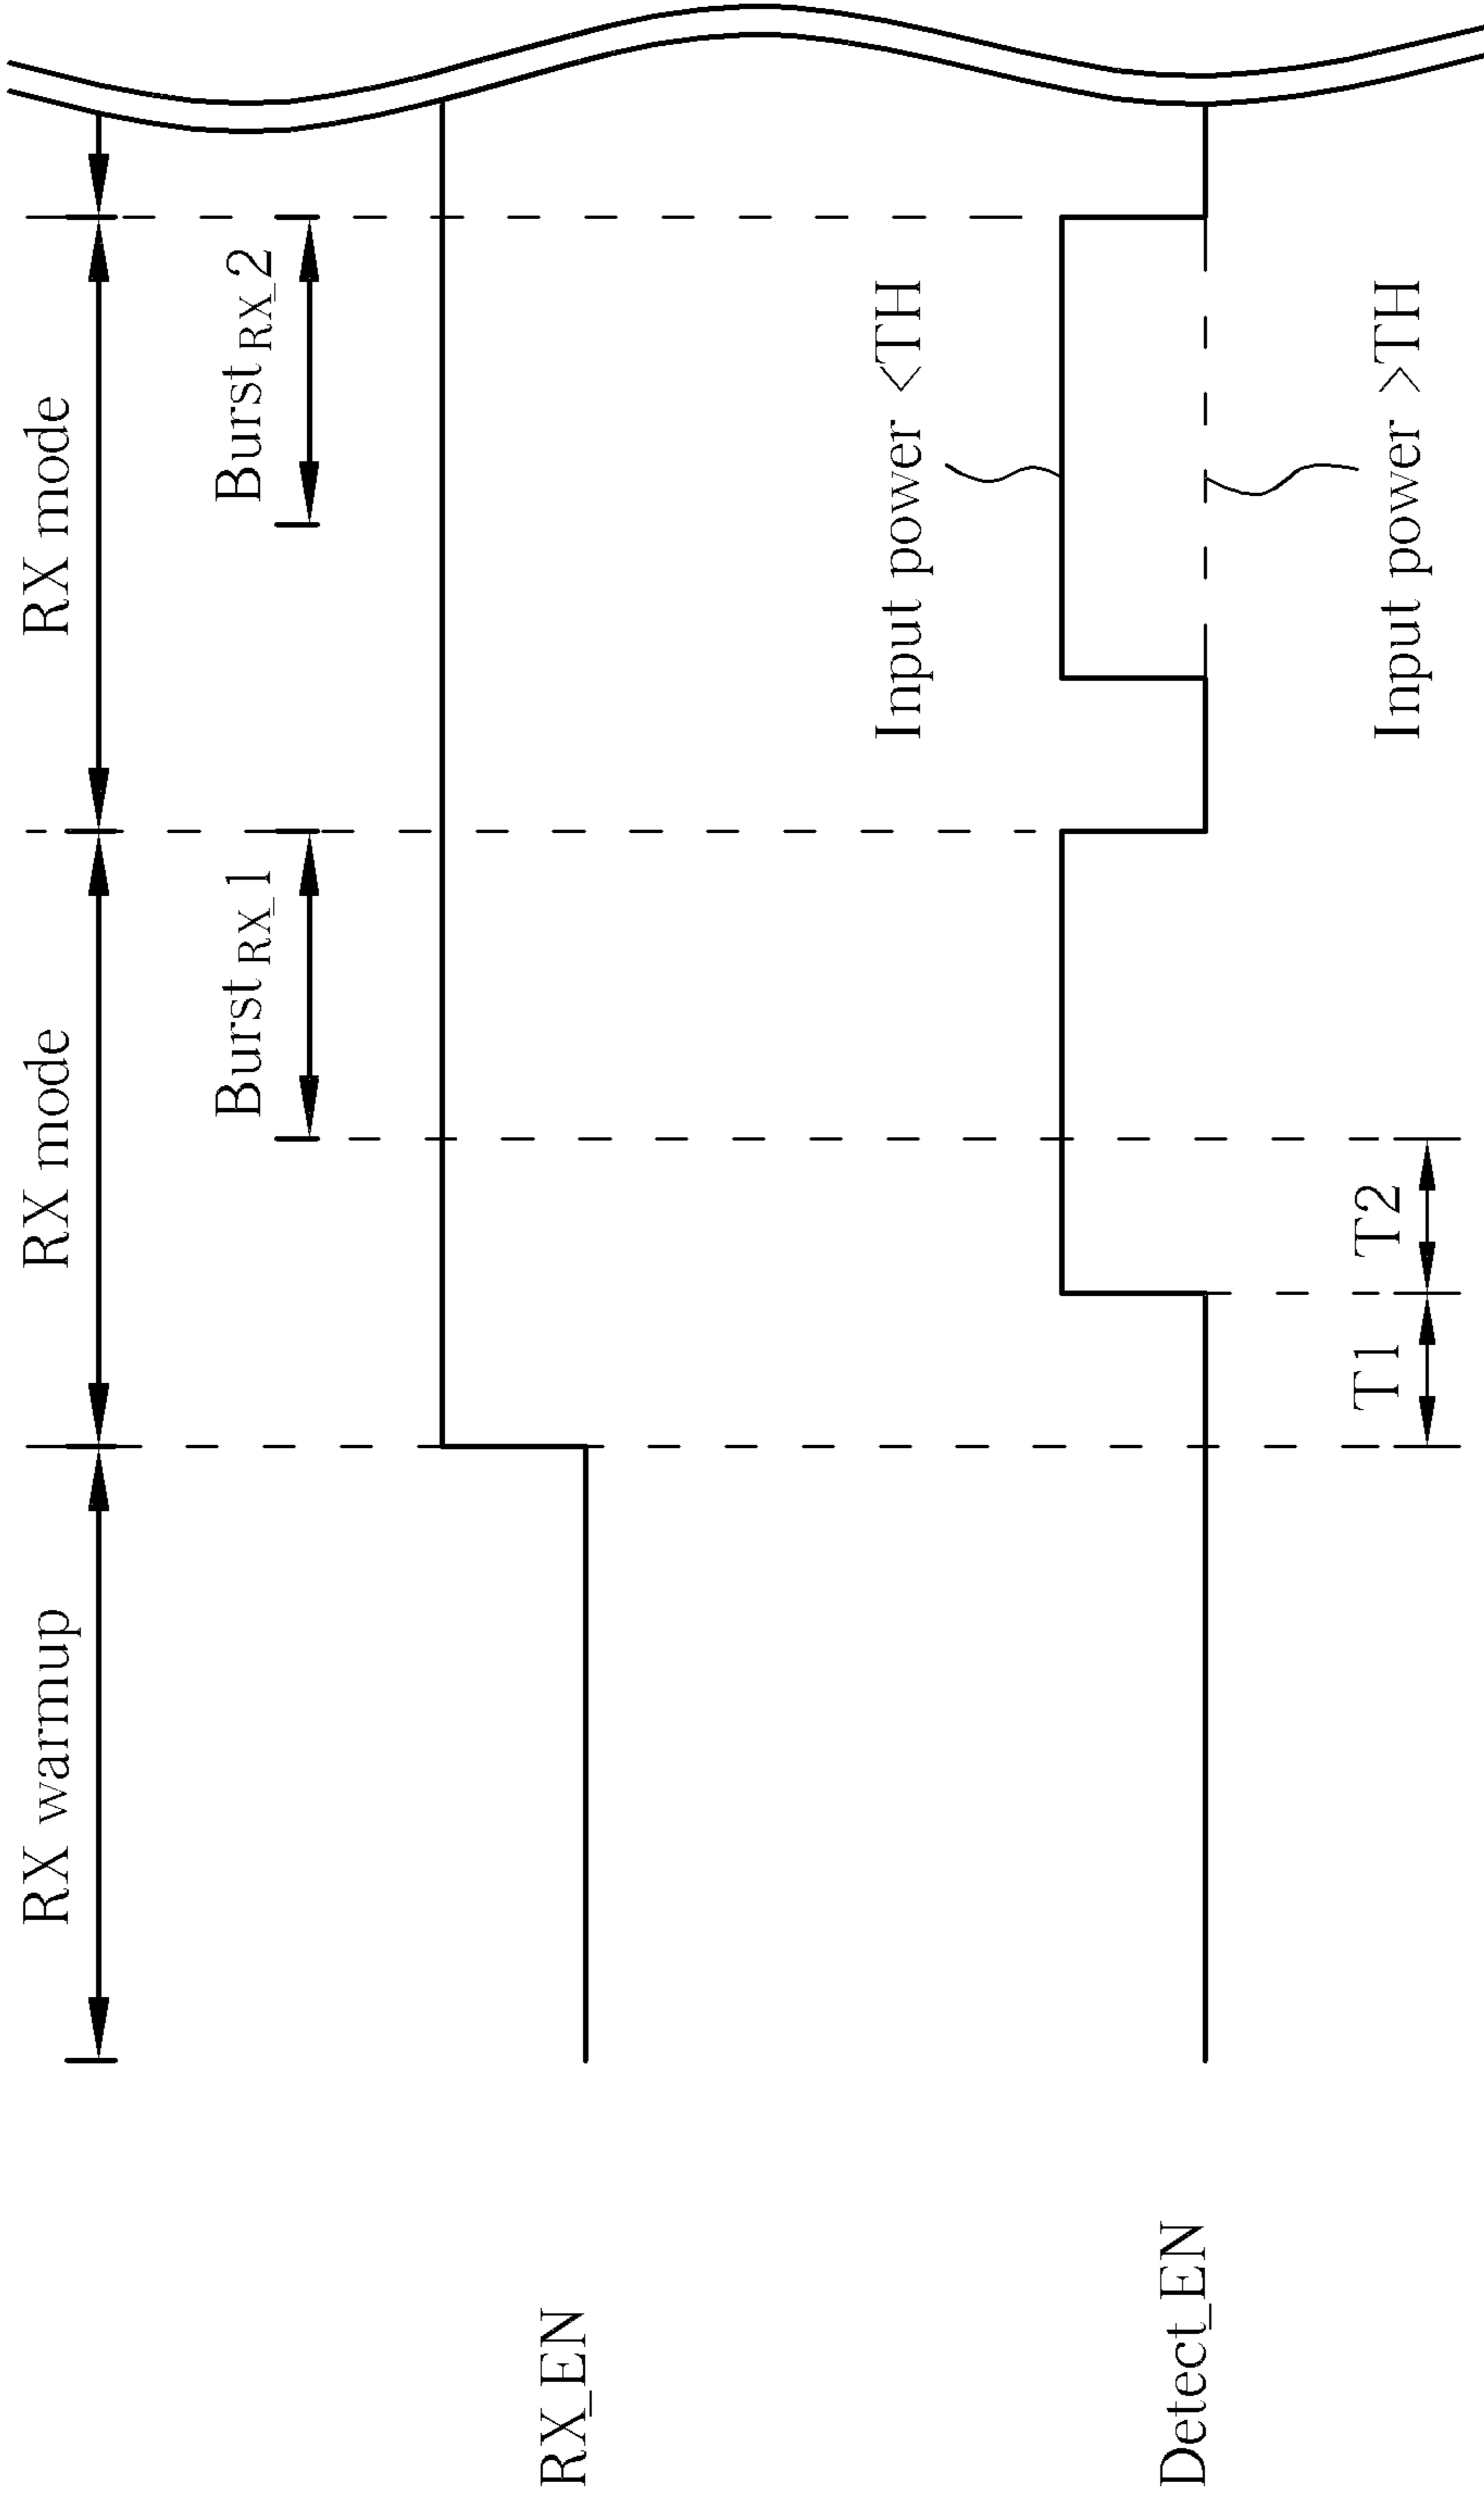 RX warmup
RX mode
RX mode
Burst RX_1
Burst RX_2
RX_EN
Input power <TH
Detect_EN
Input power >TH
T1
T2